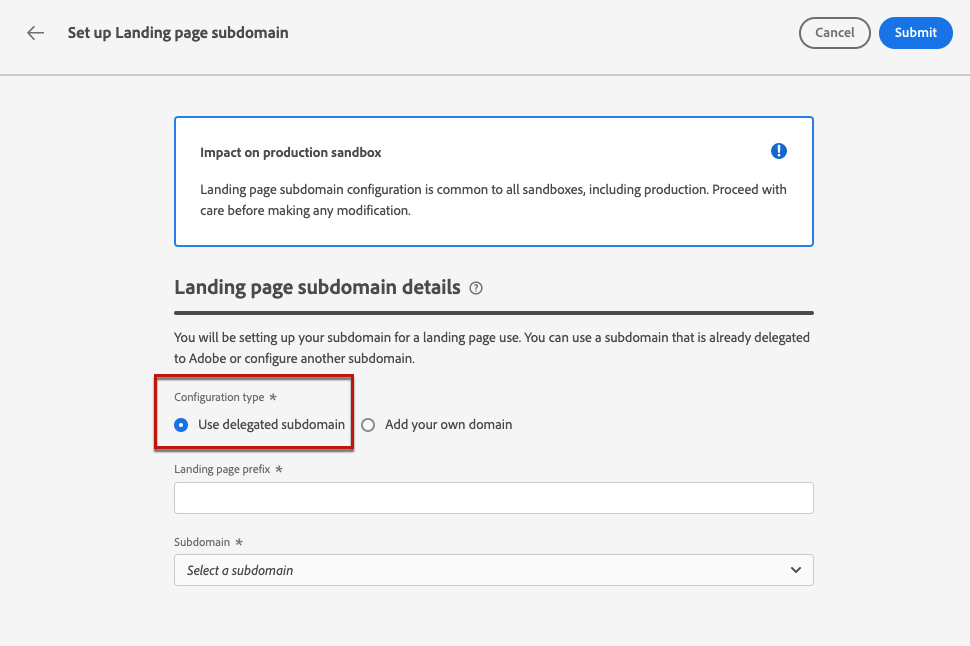 Set up Landing page subdomain
Cancel
Submit
Impact on production sandbox
Landing page subdomain configuration is common to all sandboxes, including production. Proceed with
care before making any modification.
Landing page subdomain details
You will be setting up your subdomain for a landing page use. You can use a subdomain that is already delegated
to Adobe or configure another subdomain.
Configuration type *
Use delegated subdomain
Add your own domain
Landing page prefix *
Subdomain *
Select a subdomain